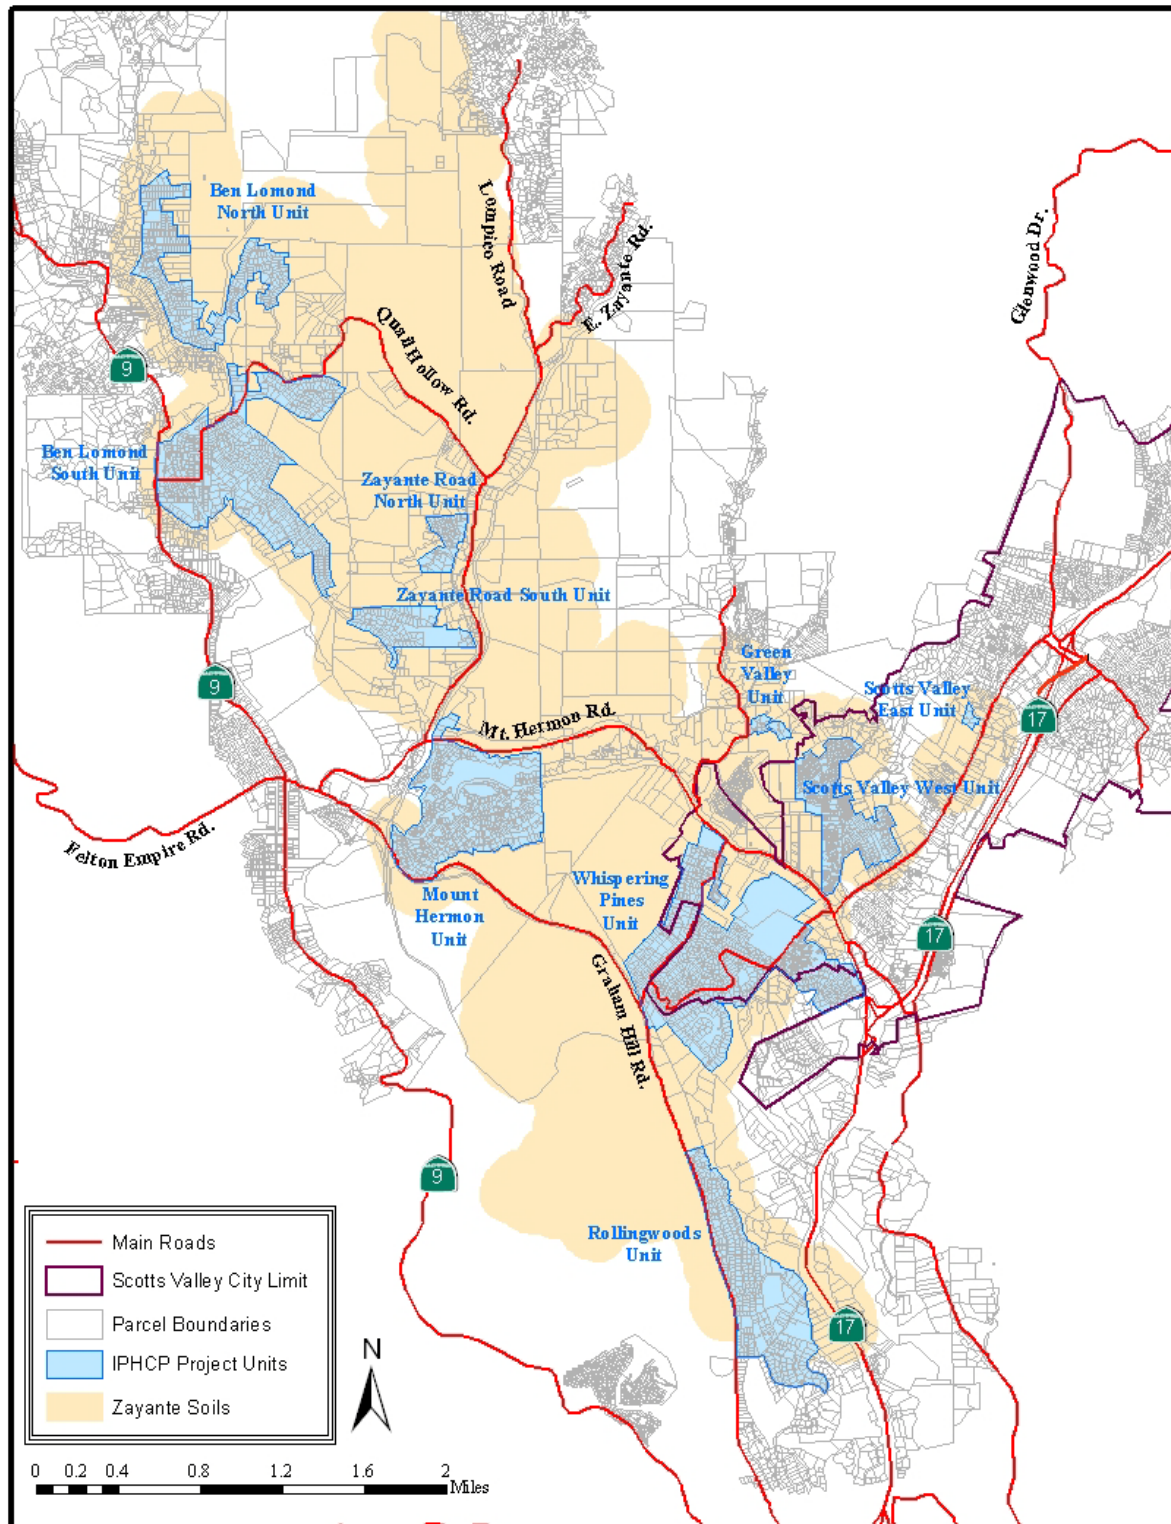 Ben Lomond
North Unit
Lompico Road
E. Zayante Rd.
Glenwood Dr.
Quail Hollow Rd.
9
Ben Lomond
South Unit
Zayante Road
North Unit
Zayante Road South Unit
9
Green
Valley
Unit
Scotts Valley
East Unit
17
Mt. Hermon Rd.
Scotts Valley West Unit
Felton Empire Rd.
Mount
Hermon
Unit
Whispering
Pines
Unit
17
Graham Hill Rd.
9
Rollingwoods
Unit
17
Main Roads
Scotts Valley City Limit
Parcel Boundaries
IPHCP Project Units
Zayante Soils
N
0 0.2 0.4 0.8 1.2 1.6 2
Miles